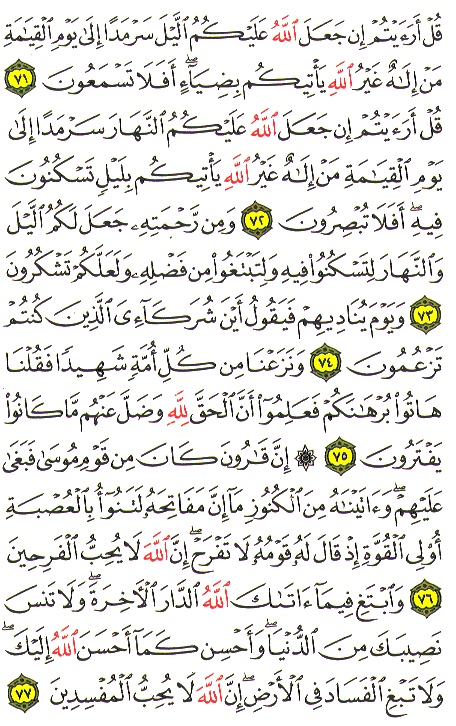 قُلْ أَرَءَيْتُمْ إِن جَعَلَ ٱللَّهُ عَلَيْكُمُ ٱلَّيْلَ سَرْمَدًا إِلَىٰ يَوْمِ ٱلْقِيَٰمَةِ
مَنْ إِلَٰهٌ غَيْرُ ٱللَّهِ يَأْتِيكُم بِضِيَآءٍ ۖ أَفَلَا تَسْمَعُونَ ٧١
قُلْ أَرَءَيْتُمْ إِن جَعَلَ ٱللَّهُ عَلَيْكُمُ ٱلنَّهَارَ سَرْمَدًا إِلَىٰ
يَوْمِ ٱلْقِيَٰمَةِ مَنْ إِلَٰهٌ غَيْرُ ٱللَّهِ يَأْتِيكُم بِلَيْلٍ تَسْكُنُونَ
فِيهِ ۖ أَفَلَا تُبْصِرُونَ ٧٢ وَمِن رَّحْمَتِهِۦ جَعَلَ لَكُمُ ٱلَّيْلَ
وَٱلنَّهَارَ لِتَسْكُنُوا۟ فِيهِ وَلِتَبْتَغُوا۟ مِن فَضْلِهِۦ وَلَعَلَّكُمْ تَشْكُرُونَ
٧٣ وَيَوْمَ يُنَادِيهِمْ فَيَقُولُ أَيْنَ شُرَكَآءِىَ ٱلَّذِينَ كُنتُمْ
تَزْعُمُونَ ٧٤ وَنَزَعْنَا مِن كُلِّ أُمَّةٍ شَهِيدًا فَقُلْنَا
هَاتُوا۟ بُرْهَٰنَكُمْ فَعَلِمُوٓا۟ أَنَّ ٱلْحَقَّ لِلَّهِ وَضَلَّ عَنْهُم مَّا كَانُوا۟
يَفْتَرُونَ ٧٥ ۞ إِنَّ قَٰرُونَ كَانَ مِن قَوْمِ مُوسَىٰ فَبَغَىٰ
عَلَيْهِمْ ۖ وَءَاتَيْنَٰهُ مِنَ ٱلْكُنُوزِ مَآ إِنَّ مَفَاتِحَهُۥ لَتَنُوٓأُ بِٱلْعُصْبَةِ
أُو۟لِى ٱلْقُوَّةِ إِذْ قَالَ لَهُۥ قَوْمُهُۥ لَا تَفْرَحْ ۖ إِنَّ ٱللَّهَ لَا يُحِبُّ ٱلْفَرِحِينَ
٧٦ وَٱبْتَغِ فِيمَآ ءَاتَىٰكَ ٱللَّهُ ٱلدَّارَ ٱلْءَاخِرَةَ ۖ وَلَا تَنسَ
نَصِيبَكَ مِنَ ٱلدُّنْيَا ۖ وَأَحْسِن كَمَآ أَحْسَنَ ٱللَّهُ إِلَيْكَ ۖ
وَلَا تَبْغِ ٱلْفَسَادَ فِى ٱلْأَرْضِ ۖ إِنَّ ٱللَّهَ لَا يُحِبُّ ٱلْمُفْسِدِينَ ٧٧